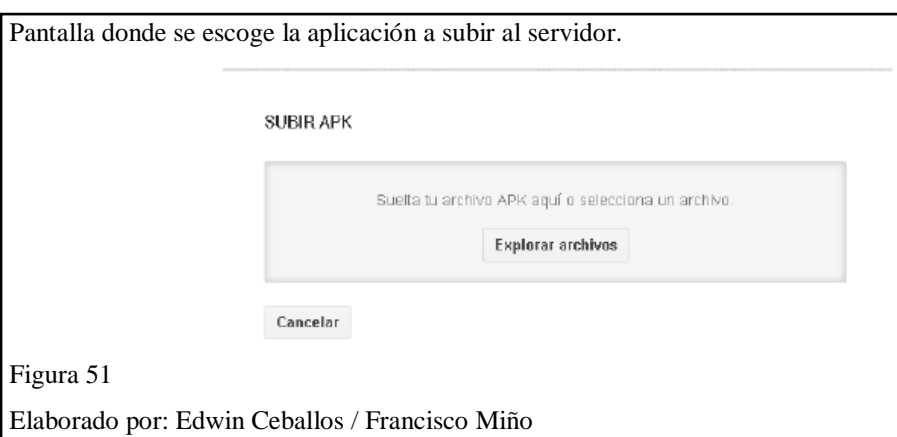 Pantalla donde se escoge la aplicación a subir al servidor.
SUBIR APK
Suelta tu archivo APK aquí o selecciona un archivo.
Explorar archivos
Cancelar
Figura 51
Elaborado por: Edwin Ceballos / Francisco Miño